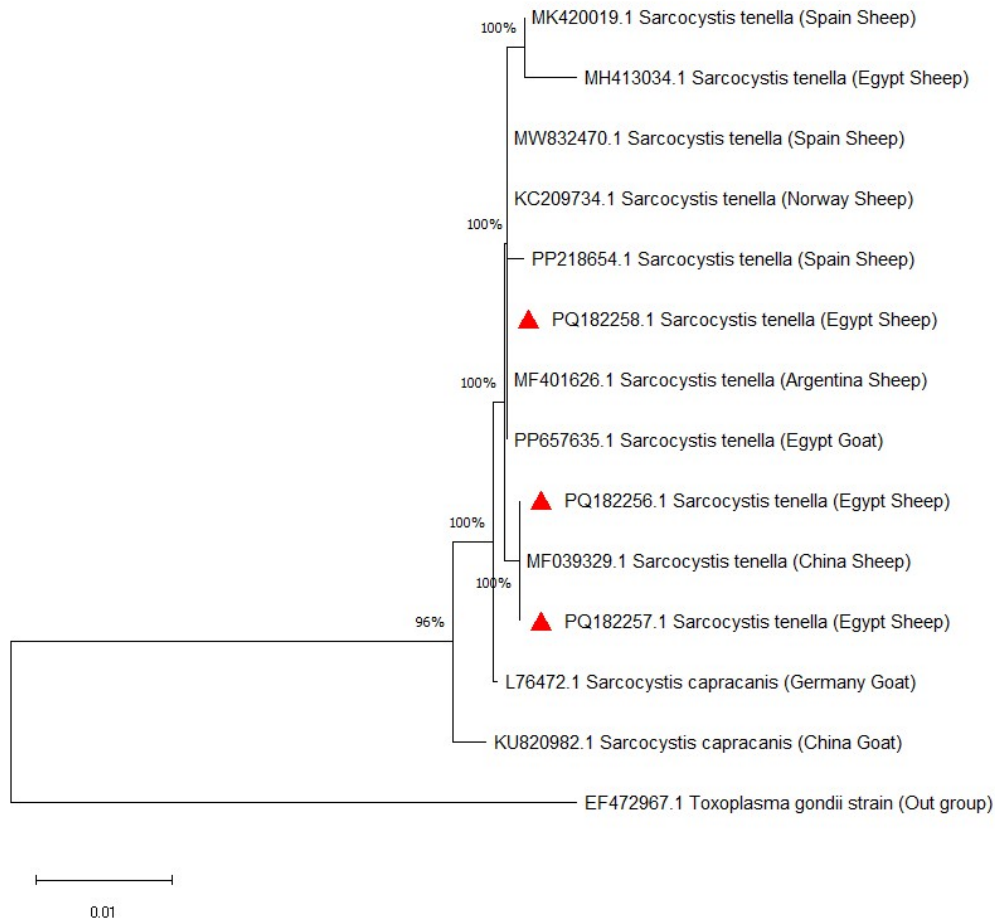 100%
MK420019.1 Sarcocystis tenella (Spain Sheep)
MH413034.1 Sarcocystis tenella (Egypt Sheep)
MW832470.1 Sarcocystis tenella (Spain Sheep)
KC209734.1 Sarcocystis tenella (Norway Sheep)
100%
PP218654.1 Sarcocystis tenella (Spain Sheep)
PQ182258.1 Sarcocystis tenella (Egypt Sheep)
100%
MF401626.1 Sarcocystis tenella (Argentina Sheep)
PP657635.1 Sarcocystis tenella (Egypt Goat)
PQ182256.1 Sarcocystis tenella (Egypt Sheep)
100%
MF039329.1 Sarcocystis tenella (China Sheep)
100%
PQ182257.1 Sarcocystis tenella (Egypt Sheep)
96%
L76472.1 Sarcocystis capracanis (Germany Goat)
KU820982.1 Sarcocystis capracanis (China Goat)
EF472967.1 Toxoplasma gondii strain (Out group)
0.01